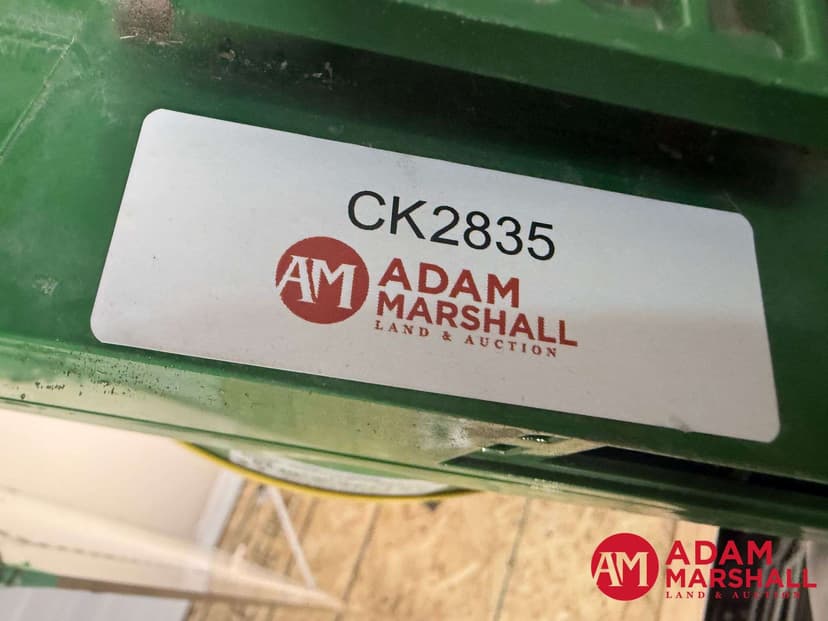 CK2835
AM
ADAM
MARSHALL
LAND & AUCTION
AM
ADAM
MARSHALL
LAND & AUCTION